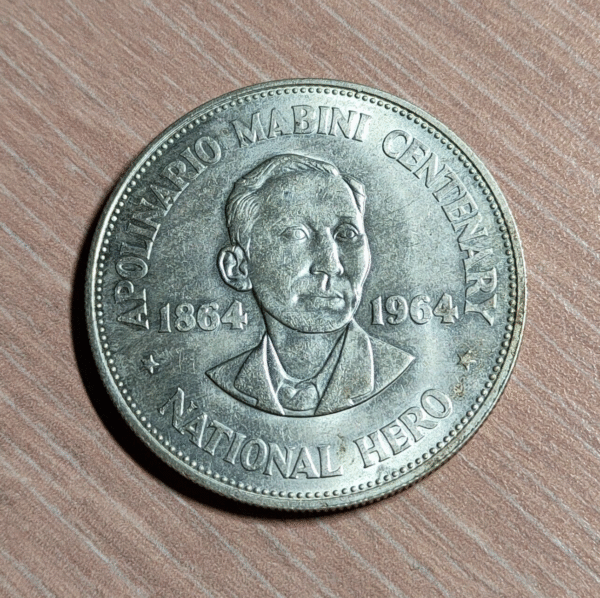 APOLINARIO MABINI CENTENARY
1864 1964
NATIONAL HERO